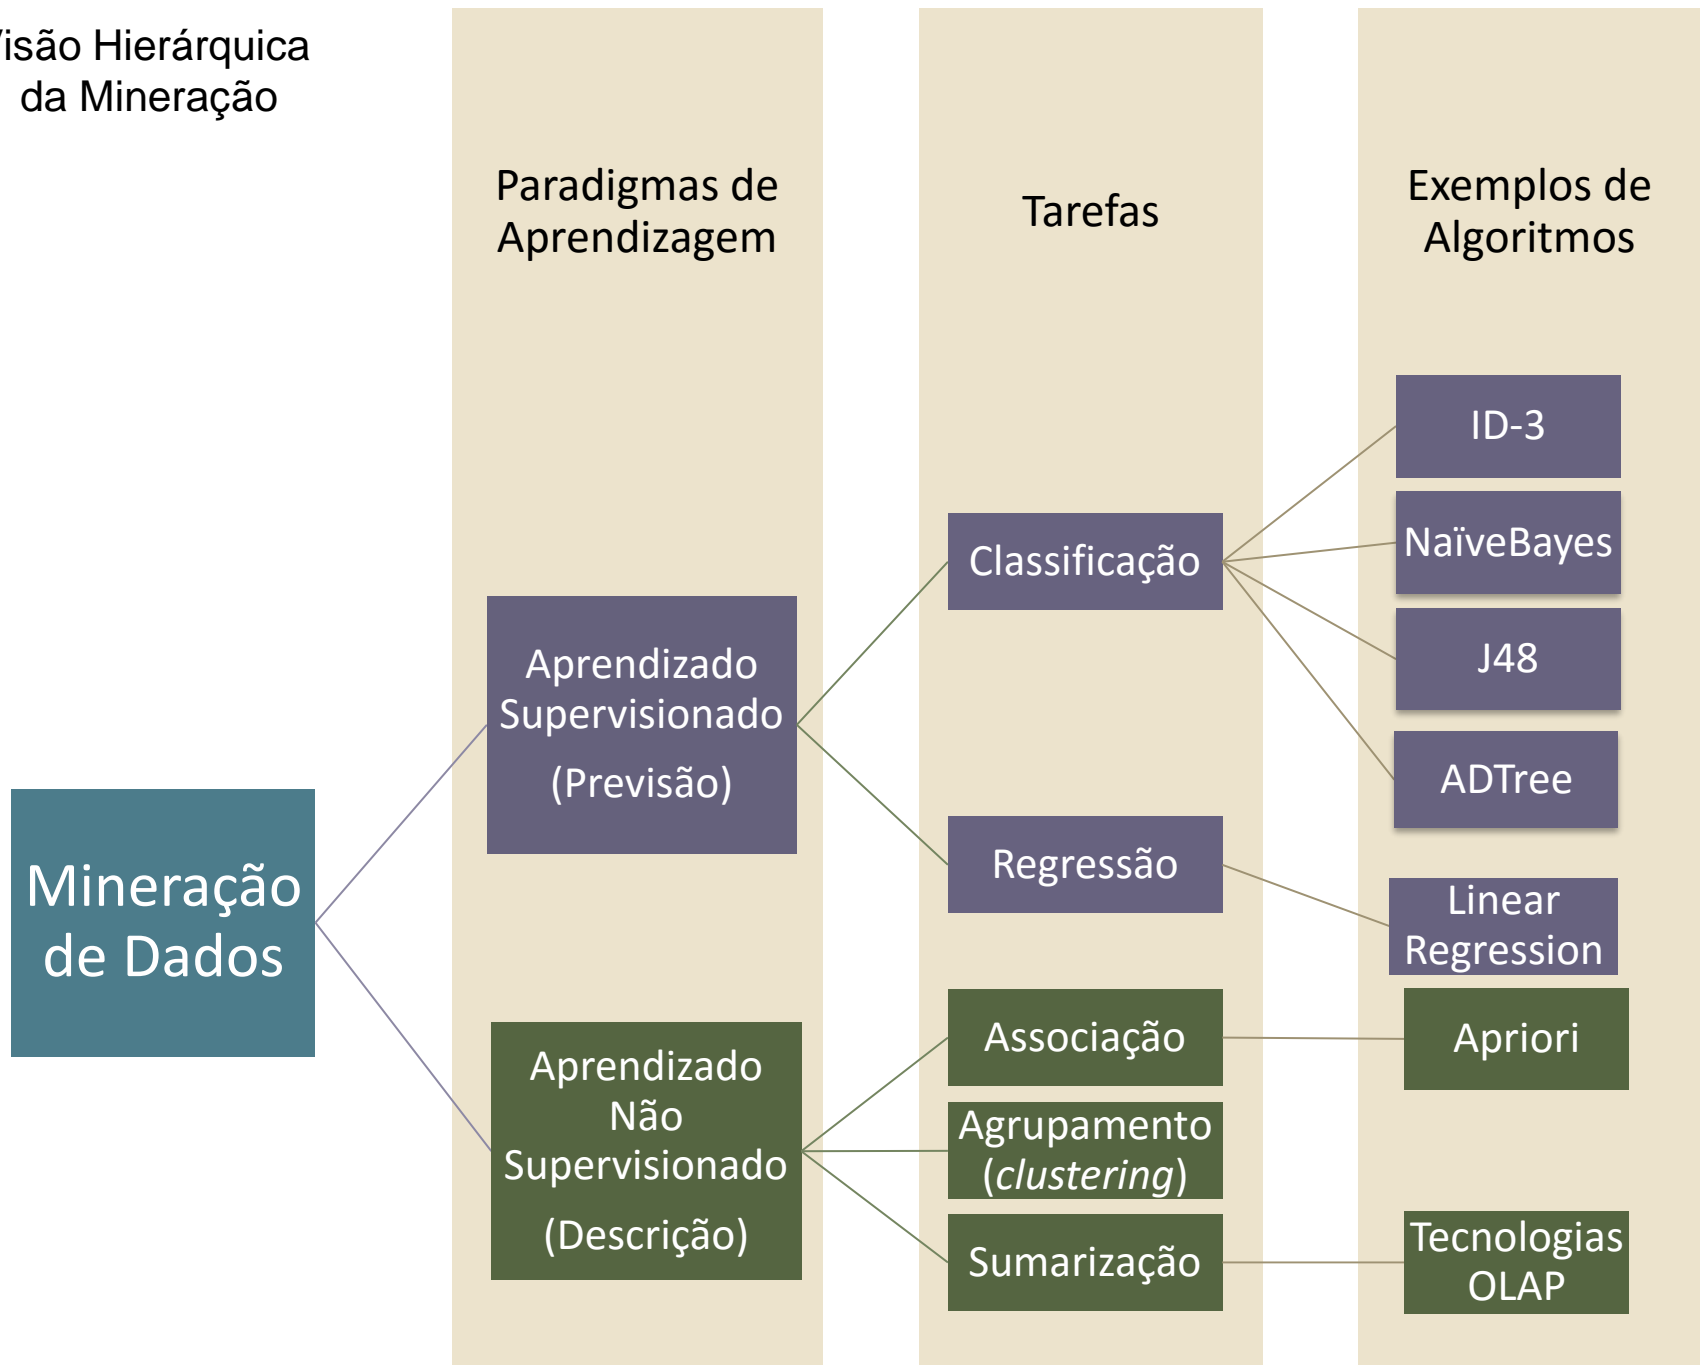 isão Hierárquica
da Mineração
Paradigmas de
Aprendizagem
Tarefas
Exemplos de
Algoritmos
Mineração
de Dados
Aprendizado
Supervisionado
(Previsão)
Classificação
ID-3
NaïveBayes
J48
ADTree
Regressão
Linear
Regression
Aprendizado
Não
Supervisionado
(Descrição)
Associação
Apriori
Agrupamento
(clustering)
Sumarização
Tecnologias
OLAP